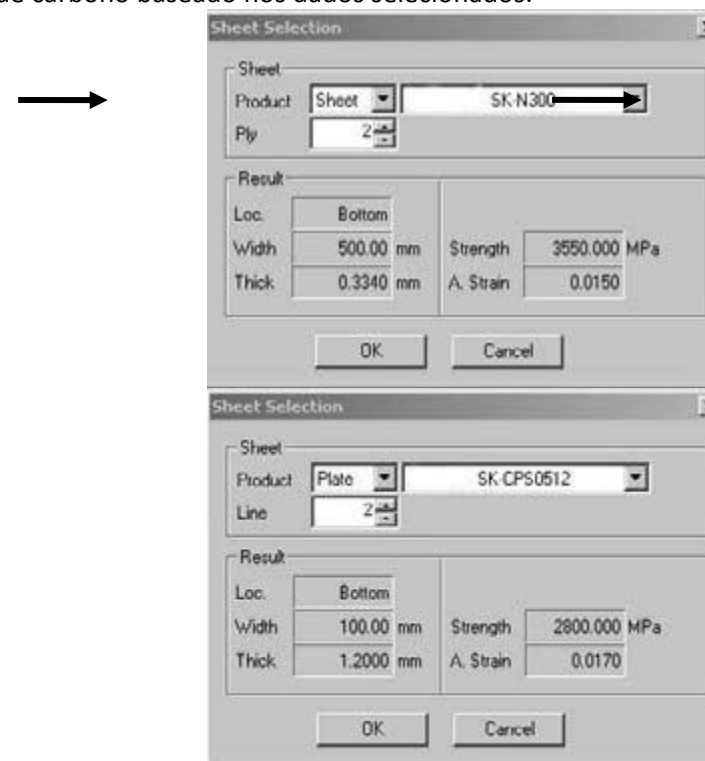 de carbono baseado nos dados selecionados.
Sheet Selection
Sheet
Product Sheet SK-N300
Ply 2
Result
Loc. Bottom
Width 500.00 mm Strength 3550.000 MPa
Thick 0.3340 mm A. Strain 0.0150
OK Cancel
Sheet Selection
Sheet
Product Plate SK-CPS0512
Line 2
Result
Loc. Bottom
Width 100.00 mm Strength 2800.000 MPa
Thick 1.2000 mm A. Strain 0.0170
OK Cancel